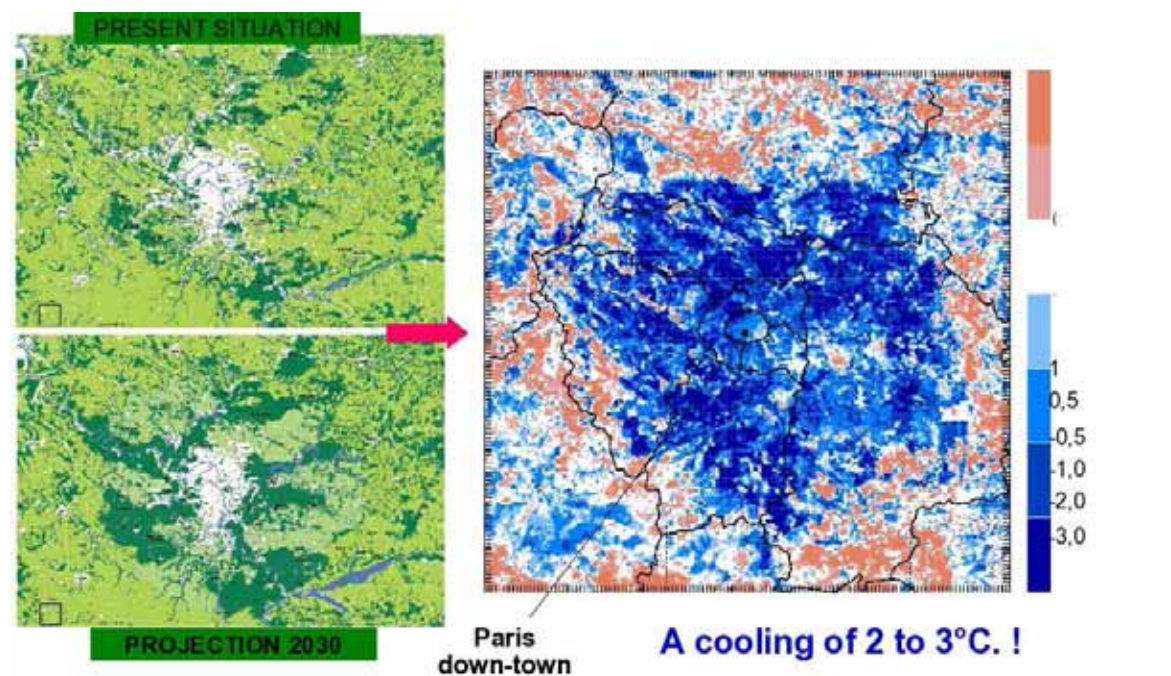 PRESENT SITUATION
PROJECTION 2030
Paris
down-town
A cooling of 2 to 3°C. !
1
0,5
-0,5
-1,0
-2,0
-3,0